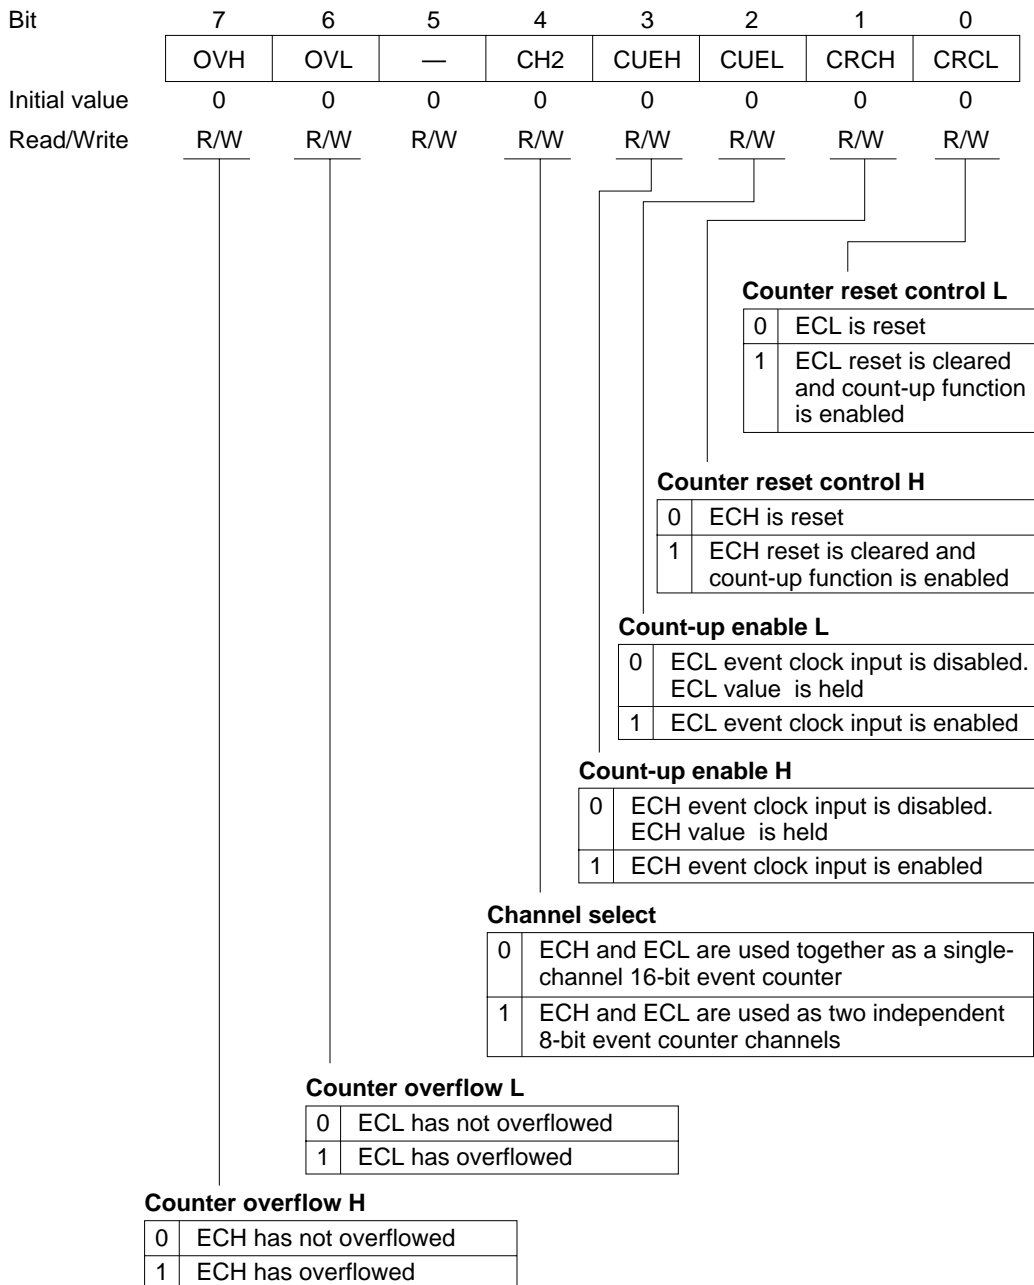 Bit 7 6 5 4 3 2 1 0
OVH OVL — CH2 CUEH CUEL CRCH CRCL
Initial value 0 0 0 0 0 0 0 0
Read/Write R/W R/W R/W R/W R/W R/W R/W R/W
Counter reset control L
0 ECL is reset
1 ECL reset is cleared
and count-up function
is enabled
Counter reset control H
0 ECH is reset
1 ECH reset is cleared and
count-up function is enabled
Count-up enable L
0 ECL event clock input is disabled.
ECL value is held
1 ECL event clock input is enabled
Count-up enable H
0 ECH event clock input is disabled.
ECH value is held
1 ECH event clock input is enabled
Channel select
0 ECH and ECL are used together as a single-
channel 16-bit event counter
1 ECH and ECL are used as two independent
8-bit event counter channels
Counter overflow L
0 ECL has not overflowed
1 ECL has overflowed
Counter overflow H
0 ECH has not overflowed
1 ECH has overflowed